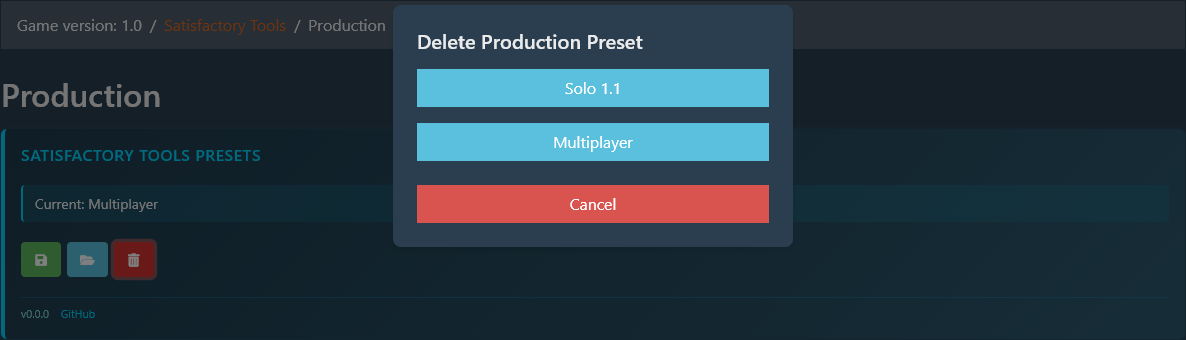 Game version: 1.0 / Satisfactory Tools / Production
Delete Production Preset
Solo 1.1
Multiplayer
Cancel
Production
SATISFACTORY TOOLS PRESETS
Current: Multiplayer
v0.0.0 GitHub